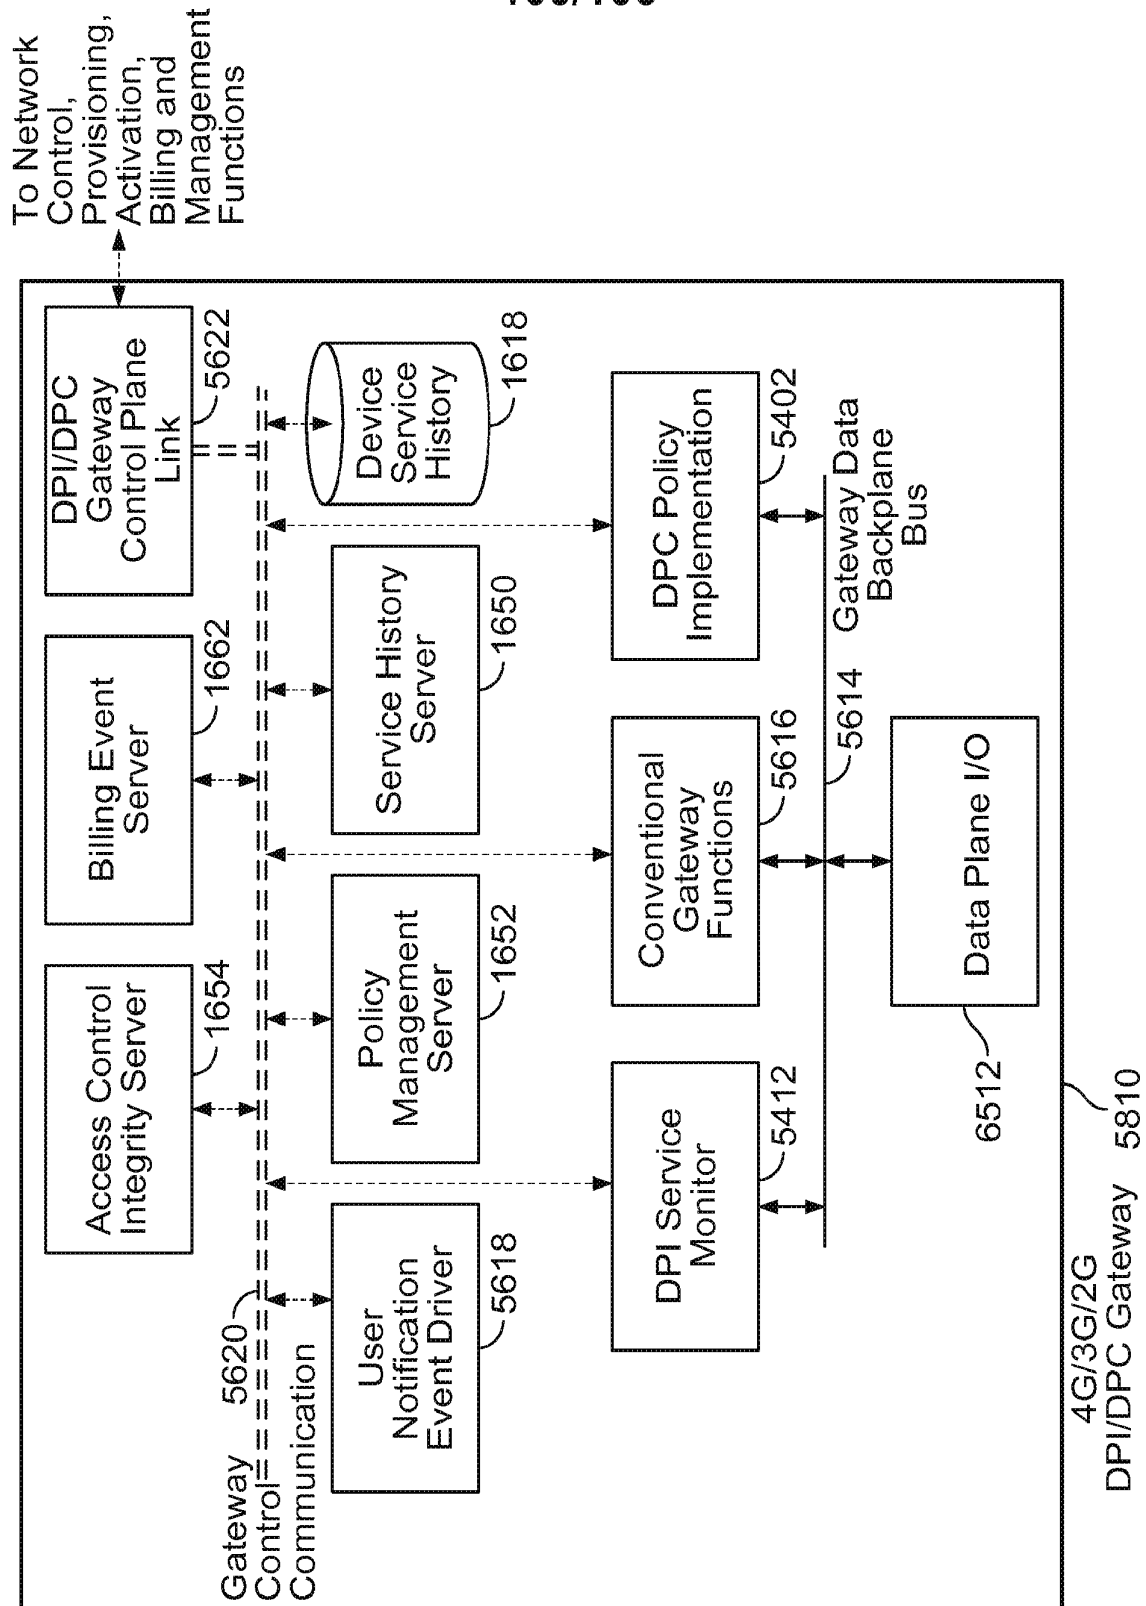 To Network
Control,
Provisioning,
Activation,
Billing and
Management
Functions
Access Control
Integrity Server
1654
Billing Event
Server
1662
DPI/DPC
Gateway
Control Plane
Link
5622
Gateway
Control
Communication
5620
User
Notification
Event Driver
5618
Policy
Management
Server
1652
Service History
Server
1650
Device
Service
History
1618
DPI Service
Monitor
5412
Conventional
Gateway
Functions
5616
DPC Policy
Implementation
5402
5614
Gateway Data
Backplane
Bus
Data Plane I/O
6512
4G/3G/2G
DPI/DPC Gateway
5810